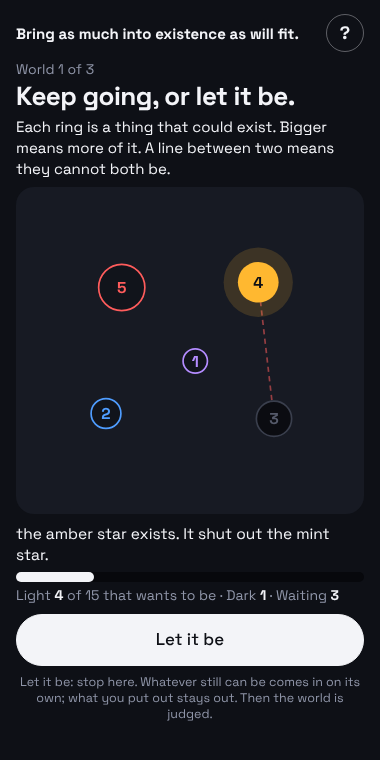 Bring as much into existence as will fit.
?
World 1 of 3
Keep going, or let it be.
Each ring is a thing that could exist. Bigger
means more of it. A line between two means
they cannot both be.
5
4
1
2
3
the amber star exists. It shut out the mint
star.
Light 4 of 15 that wants to be · Dark 1 · Waiting 3
Let it be
Let it be: stop here. Whatever still can be comes in on its
own; what you put out stays out. Then the world is
judged.